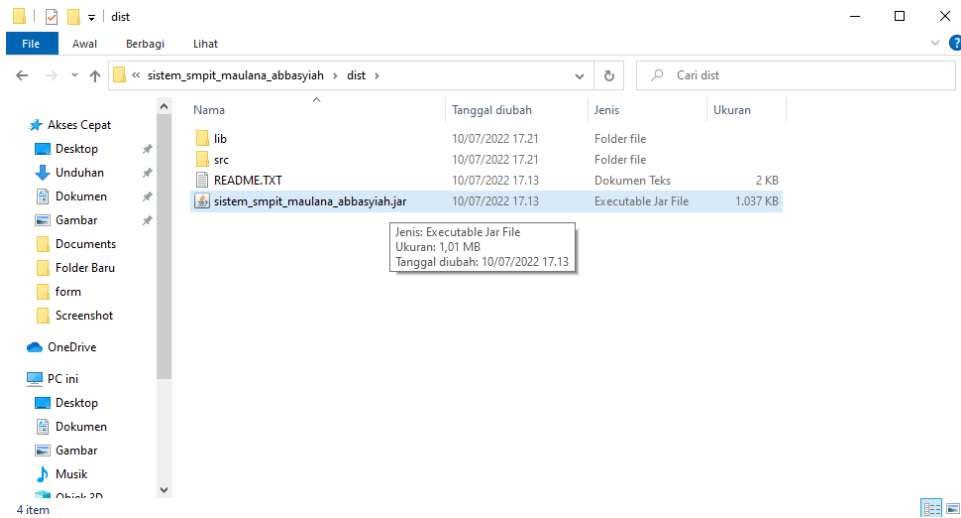 dist
File Awal Berbagi Lihat
« sistem_smpit_maulana_abbasyiah › dist › Cari dist
Akses Cepat
Desktop
Unduhan
Dokumen
Gambar
Documents
Folder Baru
form
Screenshot
OneDrive
PC ini
Desktop
Dokumen
Gambar
Musik
Objek 3D
Nama Tanggal diubah Jenis Ukuran
lib 10/07/2022 17.21 Folder file
src 10/07/2022 17.21 Folder file
README.TXT 10/07/2022 17.13 Dokumen Teks 2 KB
sistem_smpit_maulana_abbasyiah.jar 10/07/2022 17.13 Executable Jar File 1.037 KB
Jenis: Executable Jar File
Ukuran: 1,01 MB
Tanggal diubah: 10/07/2022 17.13
4 item